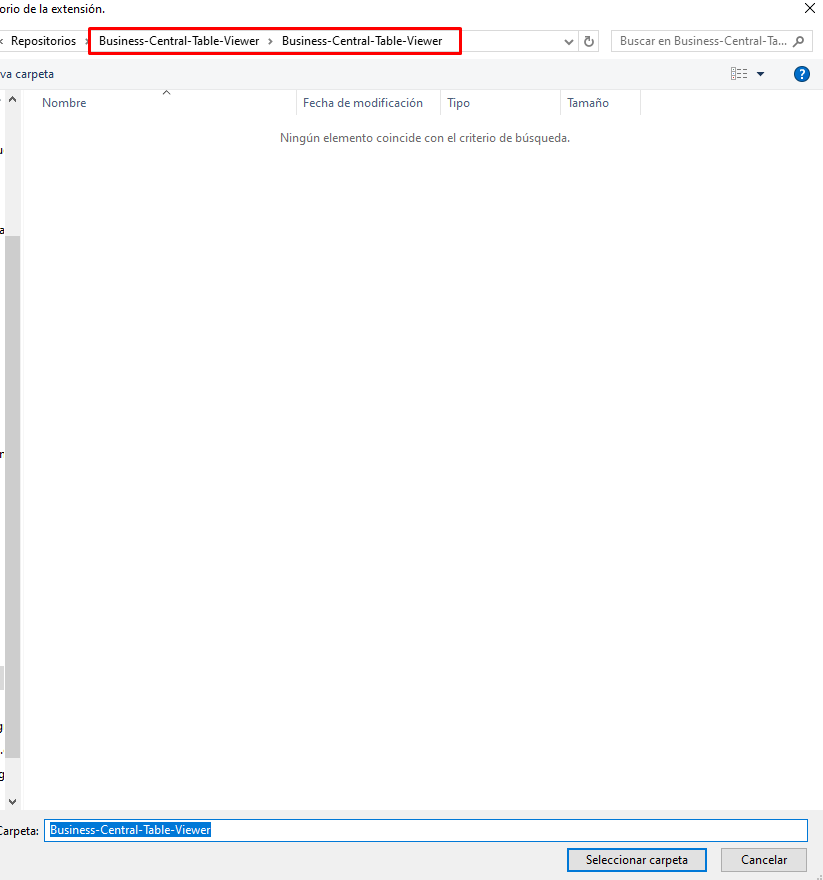 orio de la extensión.
Repositorios › Business-Central-Table-Viewer › Business-Central-Table-Viewer
Buscar en Business-Central-Ta...
va carpeta
Nombre
Fecha de modificación
Tipo
Tamaño
Ningún elemento coincide con el criterio de búsqueda.
Carpeta: Business-Central-Table-Viewer
Seleccionar carpeta
Cancelar